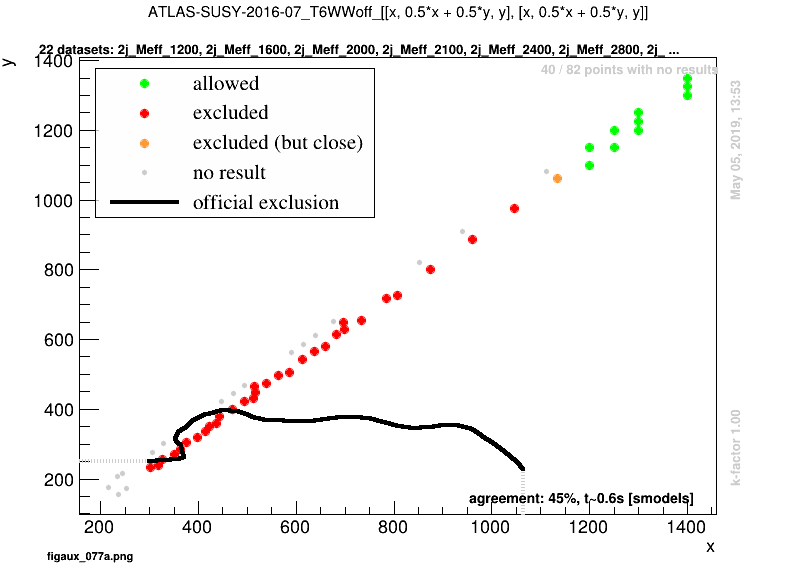 ATLAS-SUSY-2016-07_T6WWoff_[[x, 0.5*x + 0.5*y, y], [x, 0.5*x + 0.5*y, y]]
22 datasets: 2j_Meff_1200, 2j_Meff_1600, 2j_Meff_2000, 2j_Meff_2100, 2j_Meff_2400, 2j_Meff_2800, 2j_ ...
y
40 / 82 points with no results
allowed
excluded
excluded (but close)
no result
official exclusion
May 05, 2019, 13:53
k-factor 1.00
1400
1200
1000
800
600
400
200
agreement: 45%, t~0.6s [smodels]
200 400 600 800 1000 1200 1400
x
figaux_077a.png